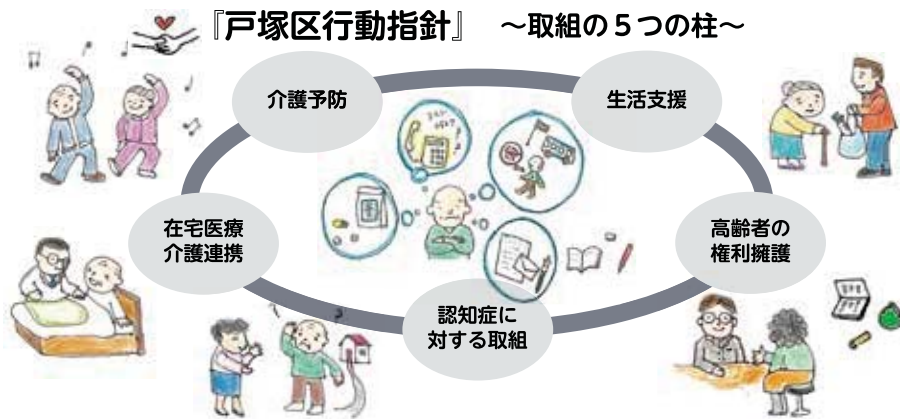 『戸塚区行動指針』 ～取組の５つの柱～
介護予防
生活支援
在宅医療
介護連携
高齢者の
権利擁護
認知症に
対する取組